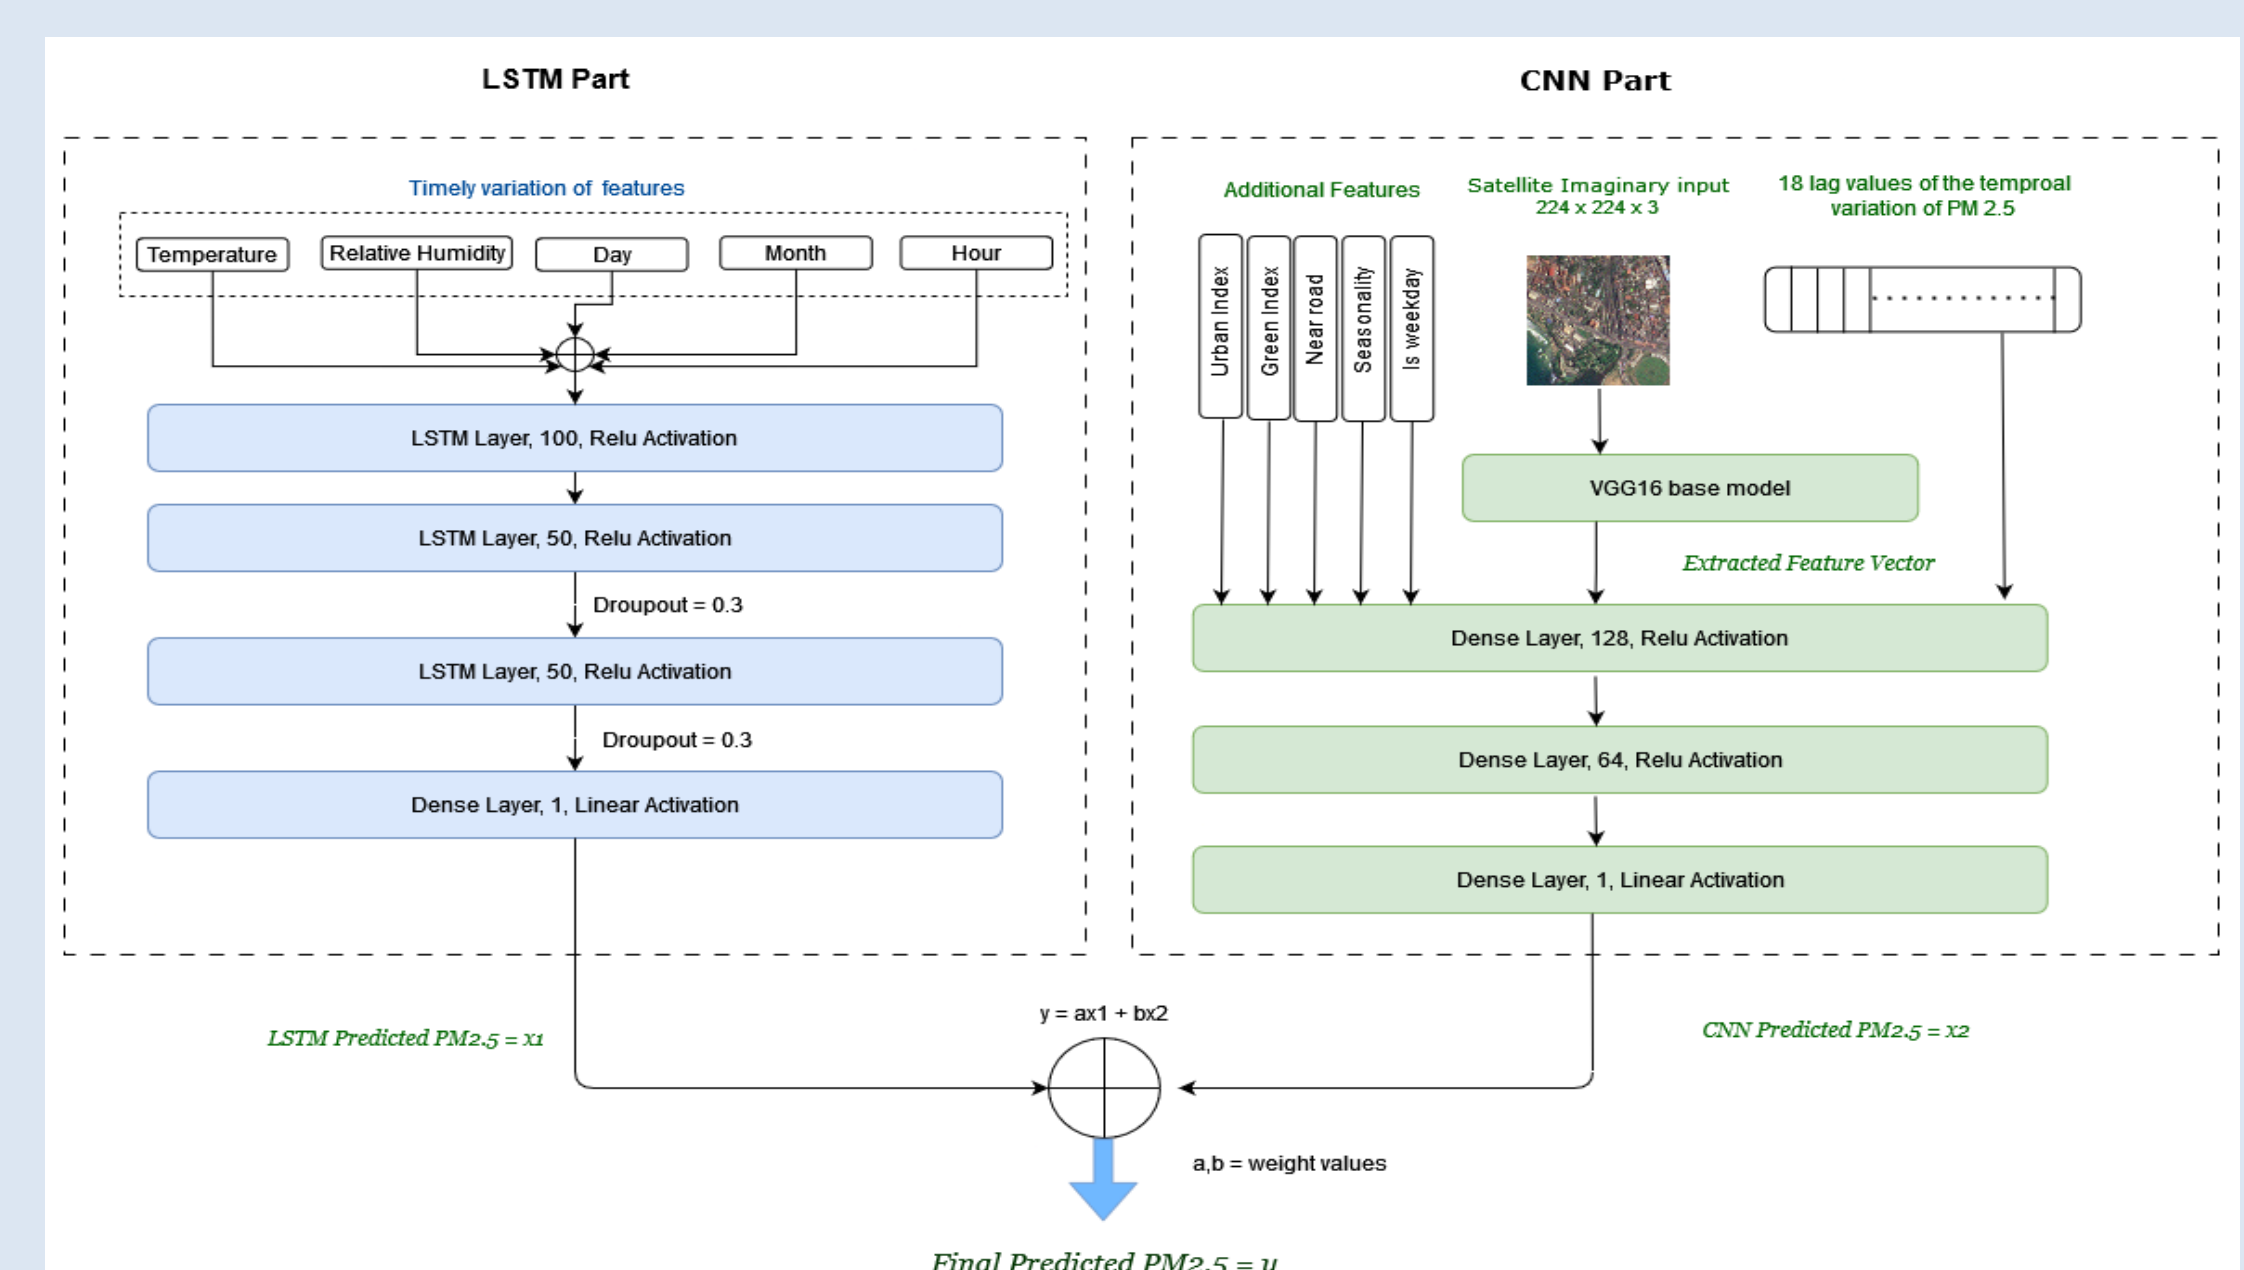 LSTM Part
Timely variation of features
Temperature
Relative Humidity
Day
Month
Hour
LSTM Layer, 100, Relu Activation
LSTM Layer, 50, Relu Activation
Droupout = 0.3
LSTM Layer, 50, Relu Activation
Droupout = 0.3
Dense Layer, 1, Linear Activation
LSTM Predicted PM2.5 = x1
CNN Part
Additional Features
Urban Index
Green Index
Near road
Seasonality
Is weekday
Satellite Imaginary input
224 x 224 x 3
18 lag values of the temproal
variation of PM 2.5
VGG16 base model
Extracted Feature Vector
Dense Layer, 128, Relu Activation
Dense Layer, 64, Relu Activation
Dense Layer, 1, Linear Activation
CNN Predicted PM2.5 = x2
y = ax1 + bx2
a,b = weight values
Final Predicted PM2.5 = y